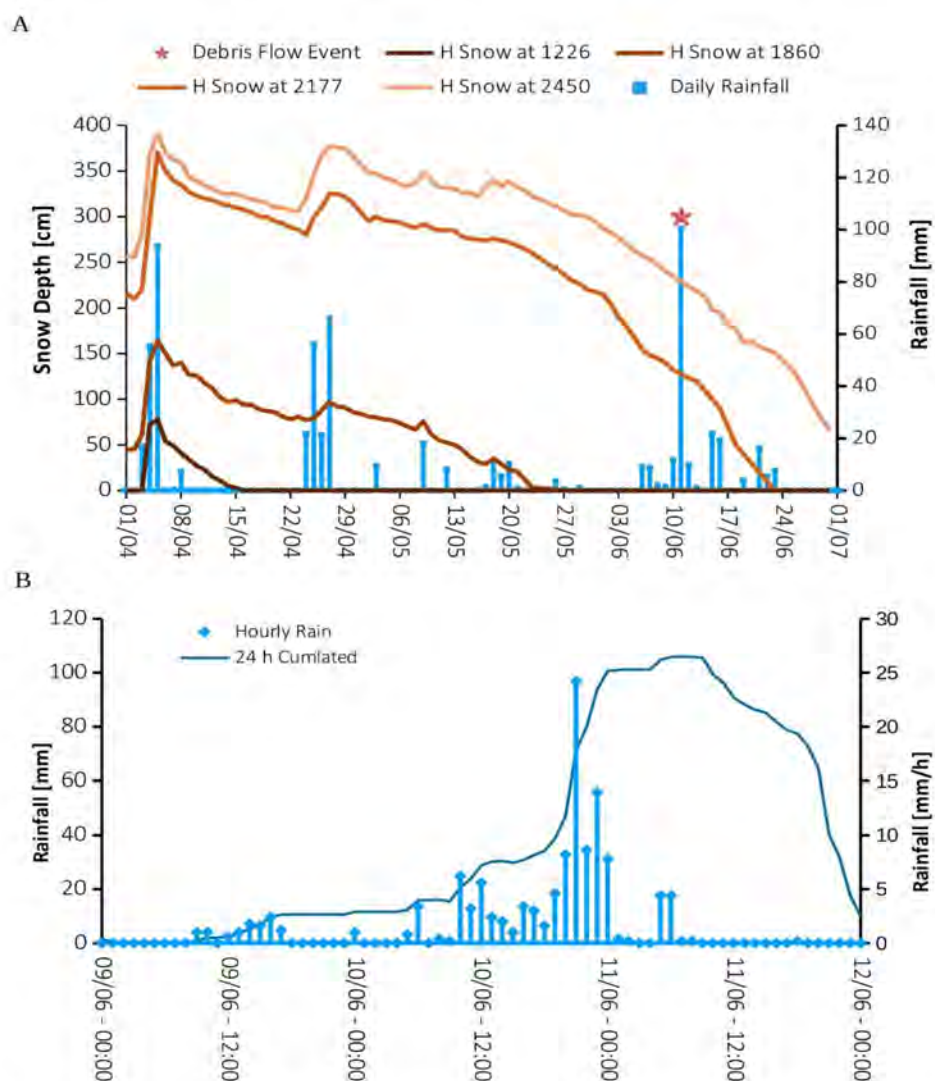 A
Debris Flow Event H Snow at 1226 H Snow at 1860
H Snow at 2177 H Snow at 2450 Daily Rainfall
400
350
300
250
200
150
100
50
0
Snow Depth [cm]
140
120
100
80
60
40
20
0
Rainfall [mm]
01/04 08/04 15/04 22/04 29/04 06/05 13/05 20/05 27/05 03/06 10/06 17/06 24/06 01/07
B
Hourly Rain
24 h Cumlated
120
100
80
60
40
20
0
Rainfall [mm]
30
25
20
15
10
5
0
Rainfall [mm/h]
09/06 - 00:00 09/06 - 12:00 10/06 - 00:00 10/06 - 12:00 11/06 - 00:00 11/06 - 12:00 12/06 - 00:00